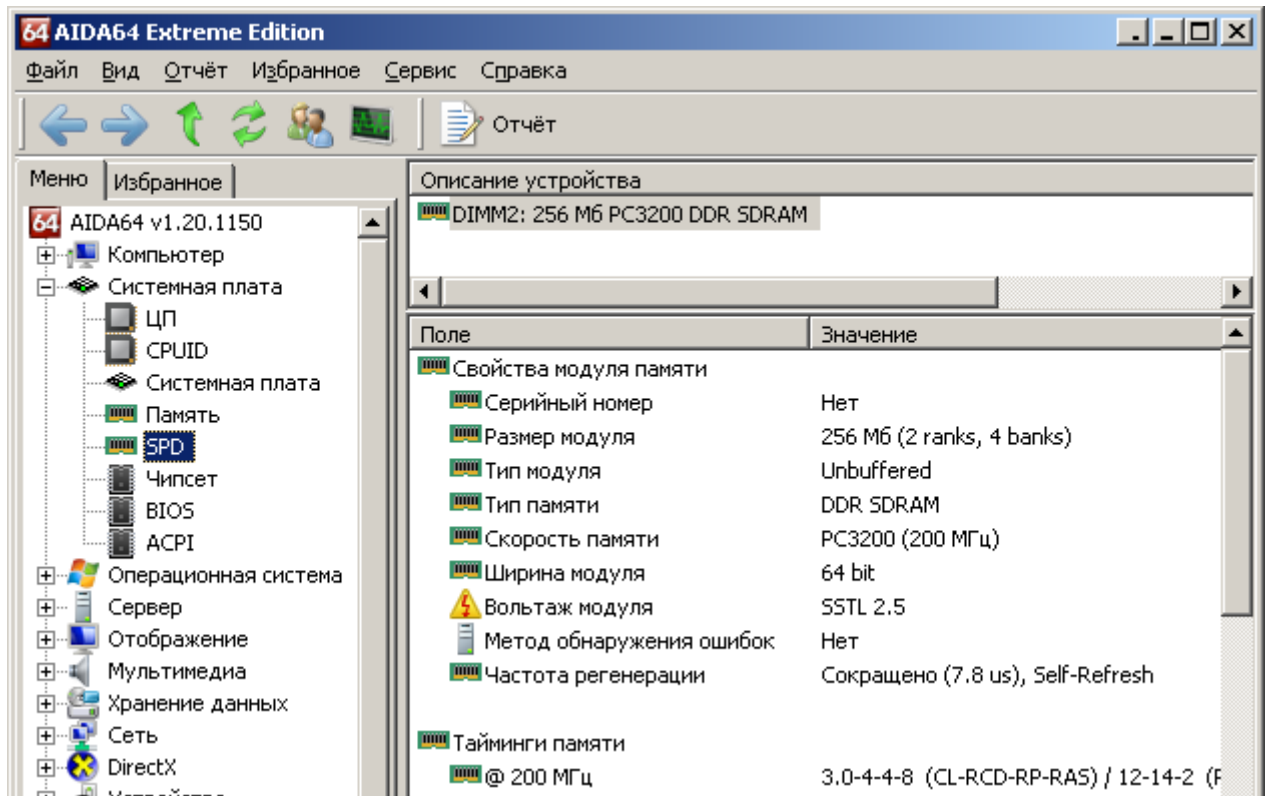 AIDA64 Extreme Edition
Файл Вид Отчёт Избранное Сервис Справка
Отчёт
Меню Избранное
AIDA64 v1.20.1150
Компьютер
Системная плата
ЦП
CPUID
Системная плата
Память
SPD
Чипсет
BIOS
ACPI
Операционная система
Сервер
Отображение
Мультимедиа
Хранение данных
Сеть
DirectX
Описание устройства
DIMM2: 256 Мб PC3200 DDR SDRAM
Поле Значение
Свойства модуля памяти
Серийный номер Нет
Размер модуля 256 Мб (2 ranks, 4 banks)
Тип модуля Unbuffered
Тип памяти DDR SDRAM
Скорость памяти PC3200 (200 МГц)
Ширина модуля 64 bit
Вольтаж модуля SSTL 2.5
Метод обнаружения ошибок Нет
Частота регенерации Сокращено (7.8 us), Self-Refresh
Тайминги памяти
@ 200 МГц 3.0-4-4-8 (CL-RCD-RP-RAS) / 12-14-2